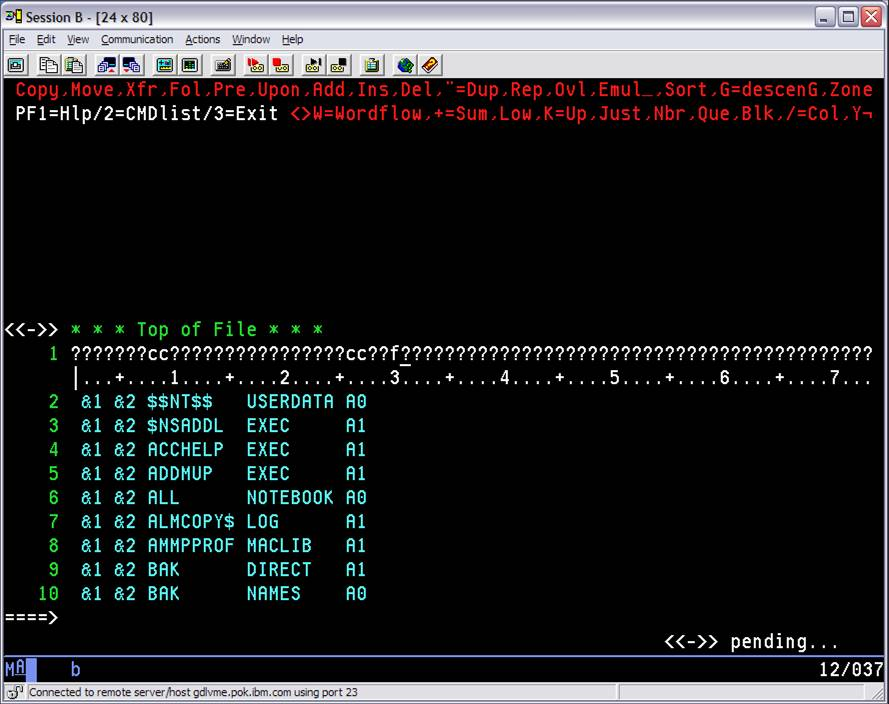 Session B - [24 x 80]
File Edit View Communication Actions Window Help
Copy,Move,Xfr,Fol,Pre,Upon,Add,Ins,Del,"=Dup,Rep,Ovl,Emul_,Sort,G=descenG,Zone
PF1=Hlp/2=CMDlist/3=Exit <>W=Wordflow,+=Sum,Low,K=Up,Just,Nbr,Que,Blk,/=Col,Y¬
<<->> * * * Top of File * * *
1 ???????cc????????????????cc??f???????????????????????????????????????????
|...+....1....+....2....+....3....+....4....+....5....+....6....+....7...
2 &1 &2 $$NT$$ USERDATA A0
3 &1 &2 $NSADDL EXEC A1
4 &1 &2 ACCHELP EXEC A1
5 &1 &2 ADDMUP EXEC A1
6 &1 &2 ALL NOTEBOOK A0
7 &1 &2 ALMCOPY$ LOG A1
8 &1 &2 AMMPPROF MACLIB A1
9 &1 &2 BAK DIRECT A1
10 &1 &2 BAK NAMES A0
====>
<<->> pending...
MA b 12/037
Connected to remote server/host gdlvme.pok.ibm.com using port 23